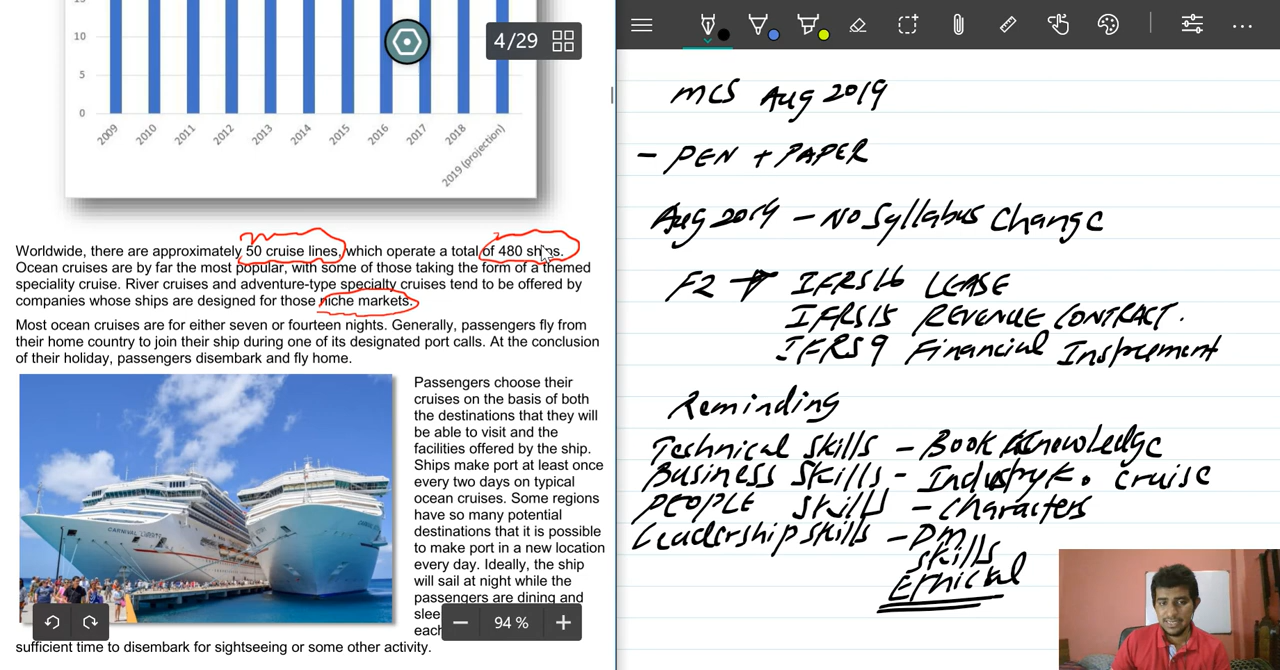 15
10
5
0
2009
2010
2011
2012
2013
2014
2015
2016
2017
2018
2019 (projection)
4/29
Worldwide, there are approximately 50 cruise lines, which operate a total of 480 ships.
Ocean cruises are by far the most popular, with some of those taking the form of a themed
speciality cruise. River cruises and adventure-type specialty cruises tend to be offered by
companies whose ships are designed for those niche markets.
Most ocean cruises are for either seven or fourteen nights. Generally, passengers fly from
their home country to join their ship during one of its designated port calls. At the conclusion
of their holiday, passengers disembark and fly home.
CARNIVAL LIBERTY
Passengers choose their
cruises on the basis of both
the destinations that they will
be able to visit and the
facilities offered by the ship.
Ships make port at least once
every two days on typical
ocean cruises. Some regions
have so many potential
destinations that it is possible
to make port in a new location
every day. Ideally, the ship
will sail at night while the
passengers are dining and
slee
each
sufficient time to disembark for sightseeing or some other activity.
94 %
MCS Aug 2019
- PEN + PAPER
Aug 2019 - No Syllabus Change
F2 → IFRS16 LEASE
IFRS15 REVENUE CONTRACT.
IFRS9 Financial Instrument
Reminding
Technical Skills - Book Knowledge
Business Skills - Industry K. cruise
PEOPLE Skills - Characters
Leadership skills - PM
skills
Ethical